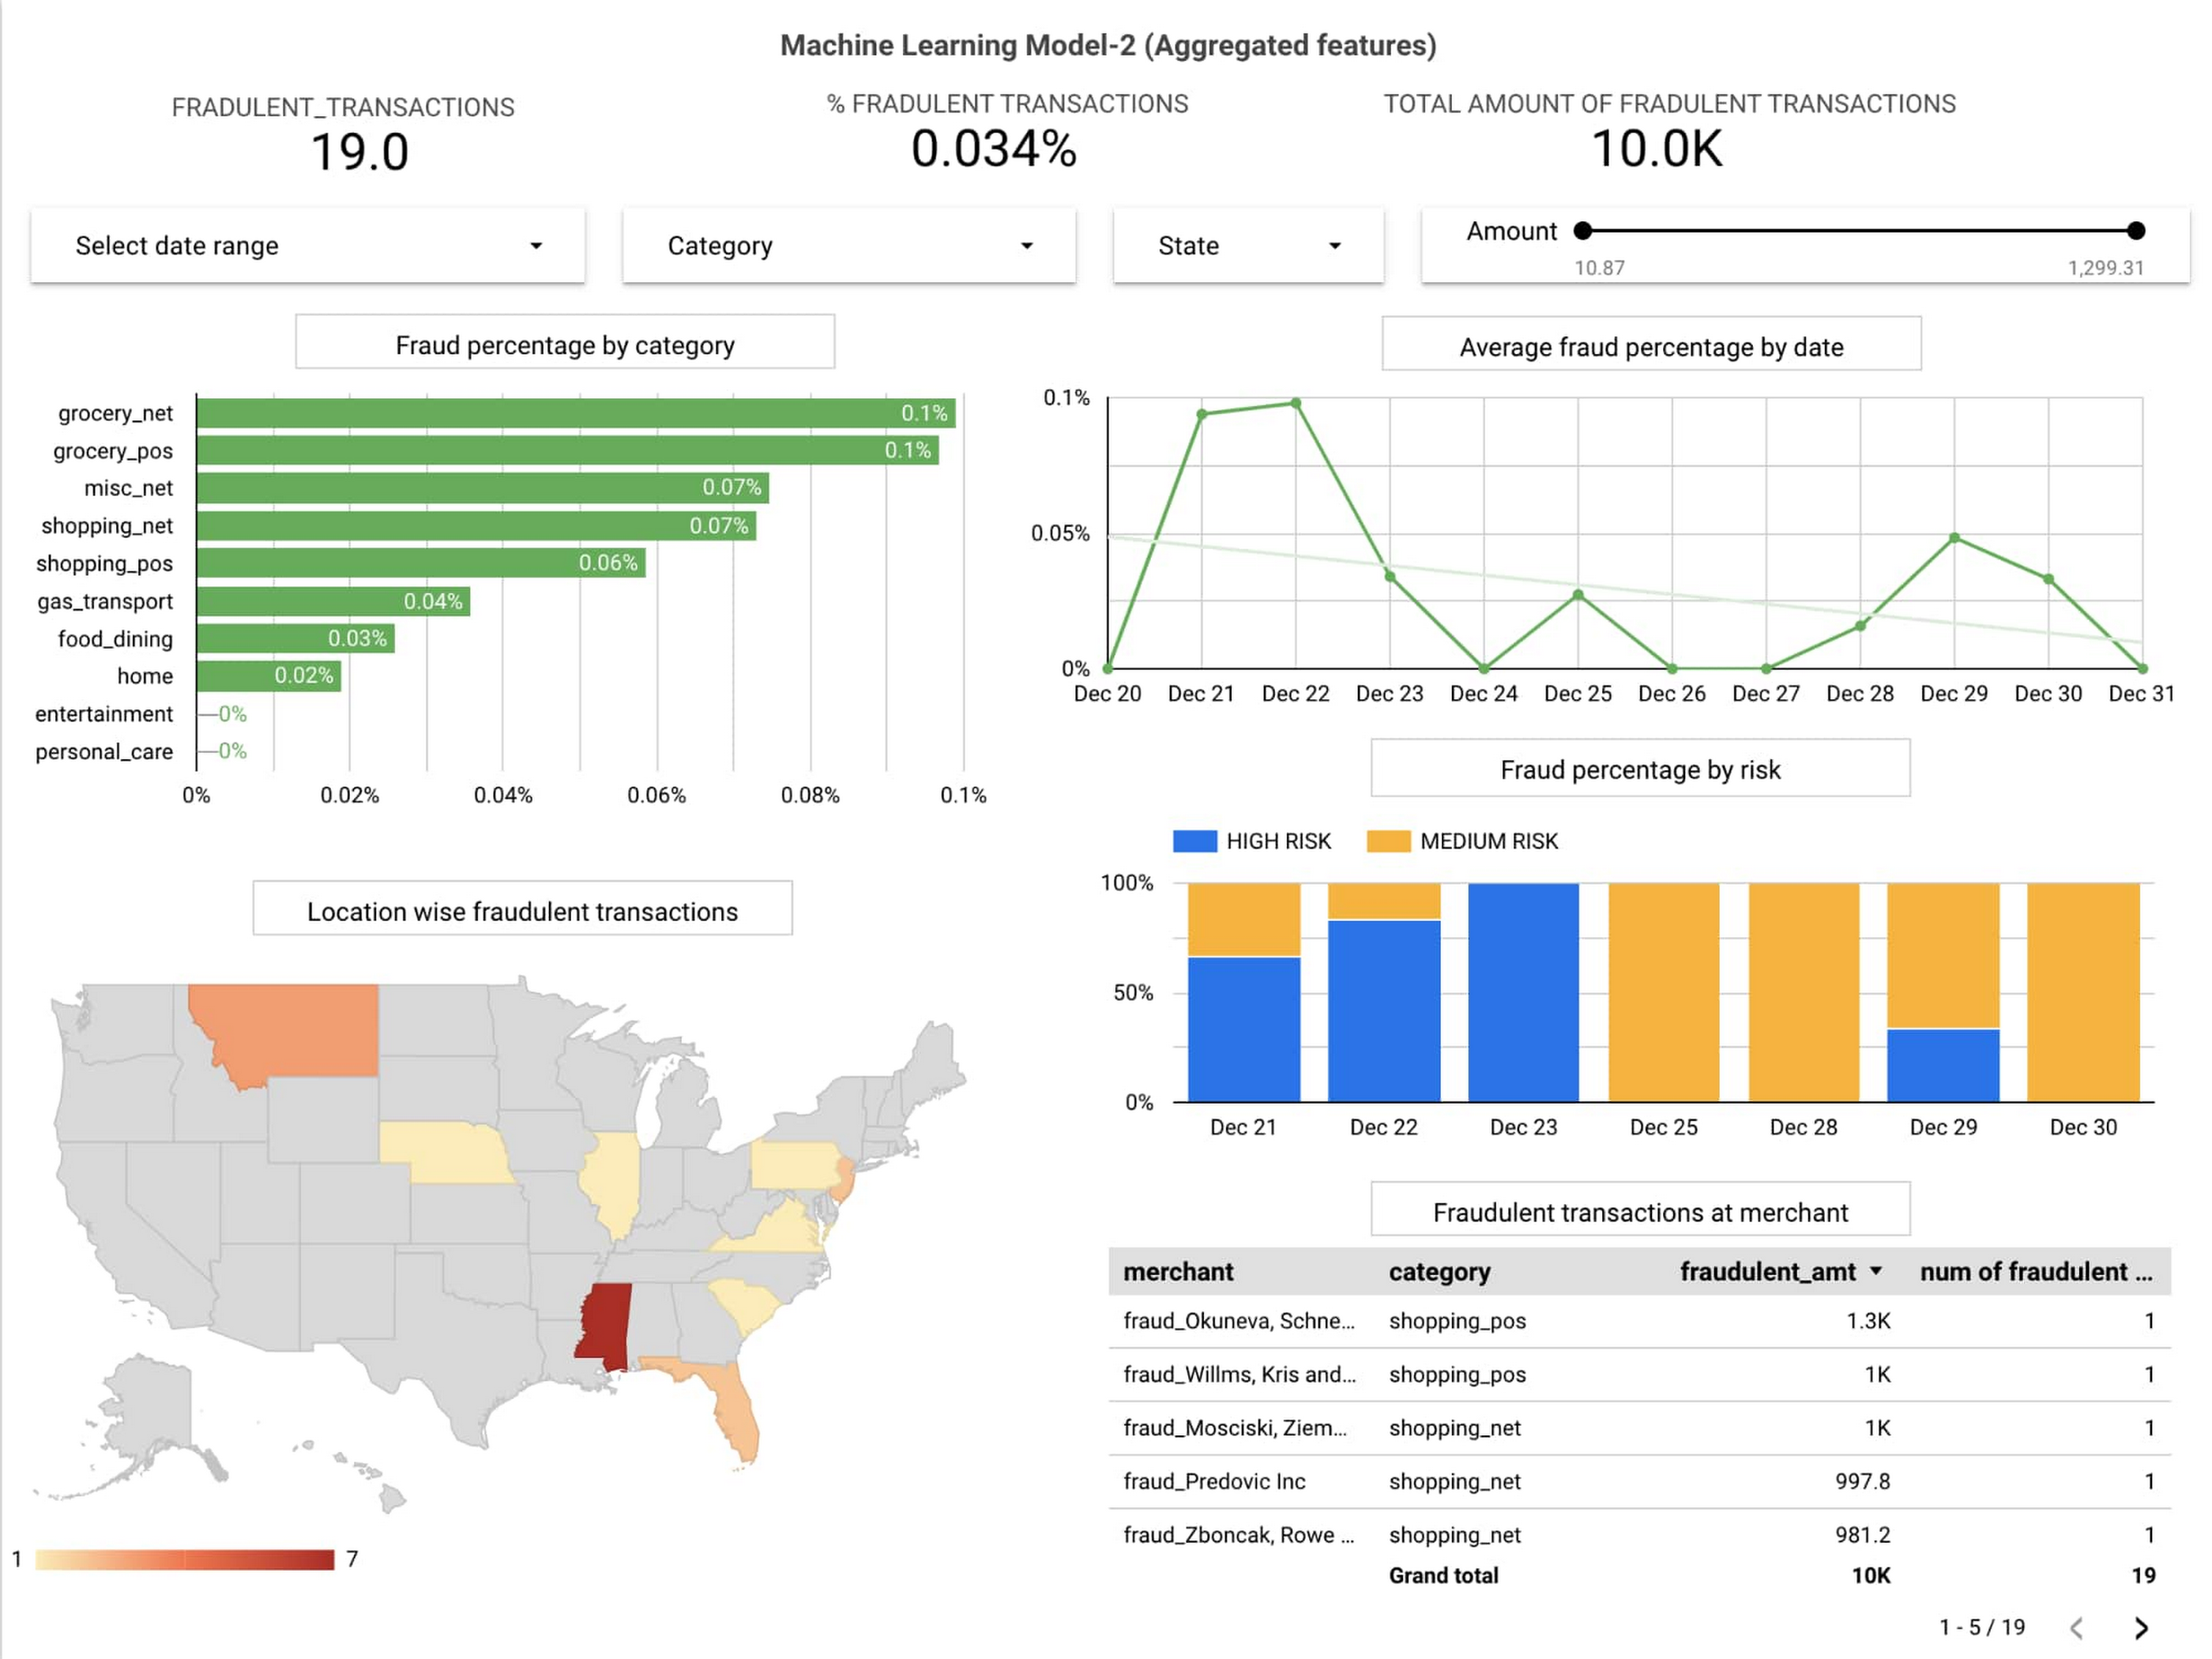 Machine Learning Model-2 (Aggregated features)
FRADULENT_TRANSACTIONS
19.0
% FRADULENT TRANSACTIONS
0.034%
TOTAL AMOUNT OF FRADULENT TRANSACTIONS
10.0K
Select date range
Category
State
Amount
10.87 1,299.31
Fraud percentage by category
grocery_net 0.1%
grocery_pos 0.1%
misc_net 0.07%
shopping_net 0.07%
shopping_pos 0.06%
gas_transport 0.04%
food_dining 0.03%
home 0.02%
entertainment 0%
personal_care 0%
0% 0.02% 0.04% 0.06% 0.08% 0.1%
Average fraud percentage by date
0.1%
0.05%
0%
Dec 20 Dec 21 Dec 22 Dec 23 Dec 24 Dec 25 Dec 26 Dec 27 Dec 28 Dec 29 Dec 30 Dec 31
Fraud percentage by risk
HIGH RISK MEDIUM RISK
100%
50%
0%
Dec 21 Dec 22 Dec 23 Dec 25 Dec 28 Dec 29 Dec 30
Location wise fraudulent transactions
1 7
Fraudulent transactions at merchant
merchant category fraudulent_amt num of fraudulent ...
fraud_Okuneva, Schne... shopping_pos 1.3K 1
fraud_Willms, Kris and... shopping_pos 1K 1
fraud_Mosciski, Ziem... shopping_net 1K 1
fraud_Predovic Inc shopping_net 997.8 1
fraud_Zboncak, Rowe ... shopping_net 981.2 1
Grand total 10K 19
1 - 5 / 19